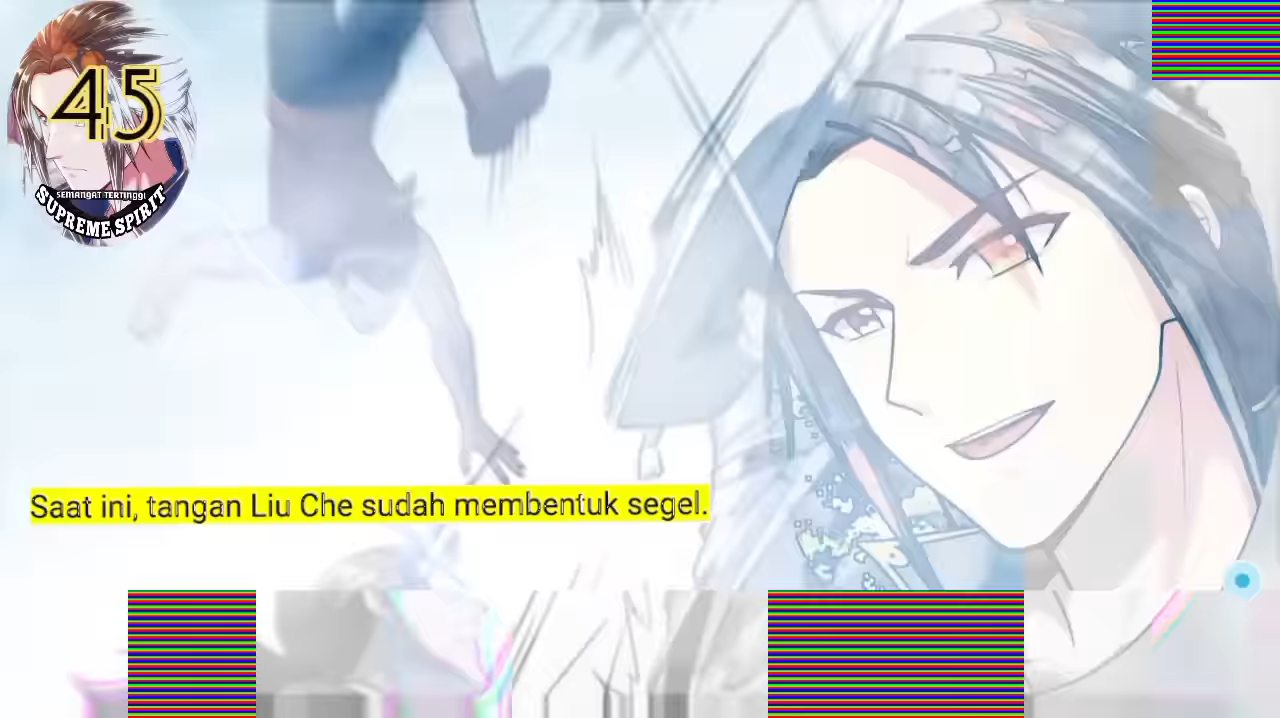 45
SEMANGAT TERTINGGI
SUPREME SPIRIT
Saat ini, tangan Liu Che sudah membentuk segel.